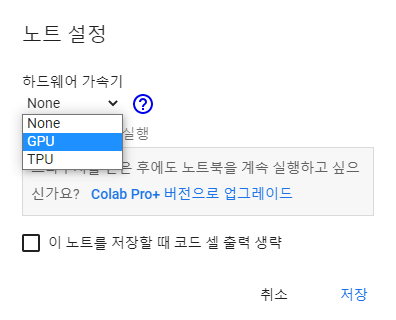 노트 설정
하드웨어 가속기
None
None
GPU
실행
TPU
후에도 노트북을 계속 실행하고 싶으
신가요? Colab Pro+ 버전으로 업그레이드
이 노트를 저장할 때 코드 셀 출력 생략
취소 저장